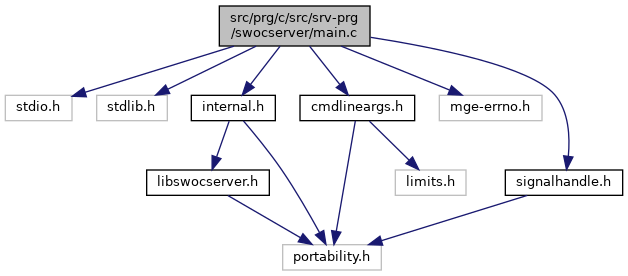 src/prg/c/src/srv-prg
/swocserver/main.c
stdio.h
stdlib.h
internal.h
cmdlineargs.h
mge-errno.h
libswocserver.h
limits.h
signalhandle.h
portability.h